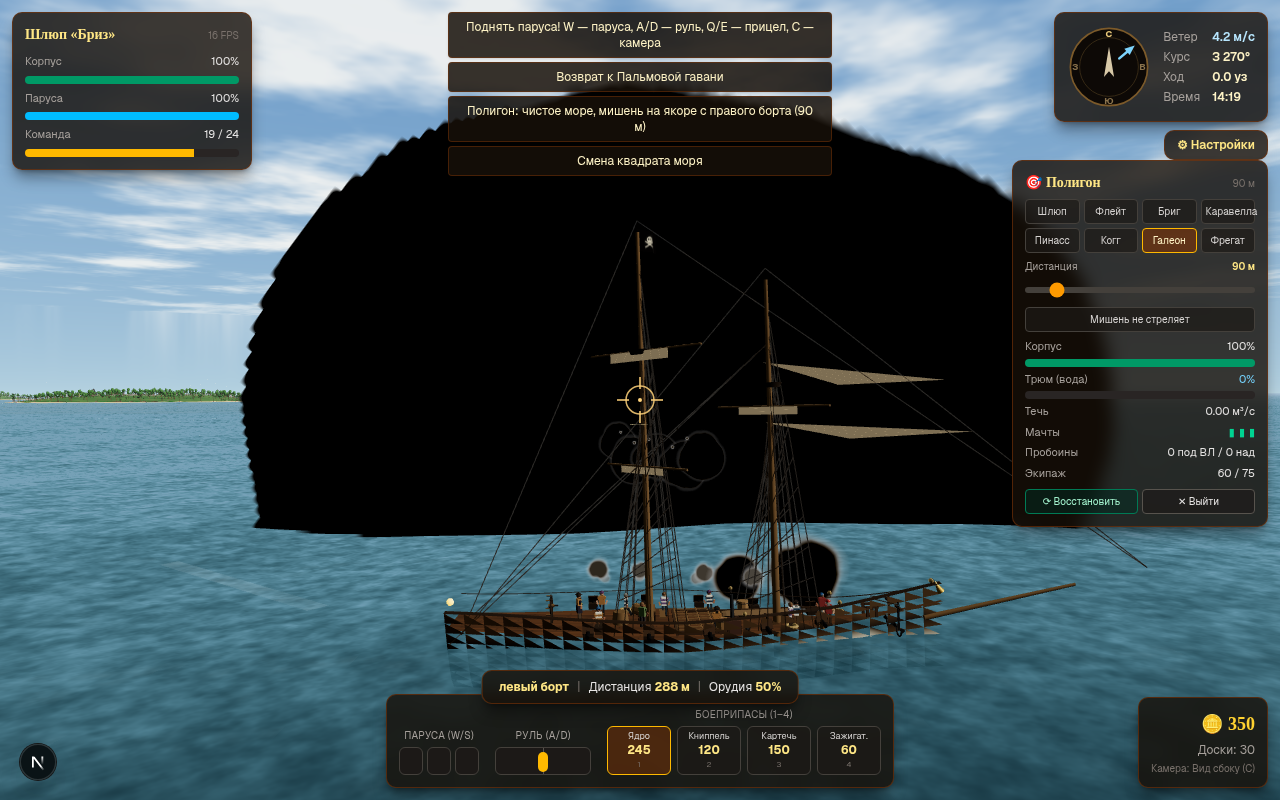 Шлюп «Бриз»
16 FPS
Корпус 100%
Паруса 100%
Команда 19 / 24
Поднять паруса! W — паруса, A/D — руль, Q/E — прицел, C —
камера
Возврат к Пальмовой гавани
Полигон: чистое море, мишень на якоре с правого борта (90
м)
Смена квадрата моря
С
З
В
Ю
Ветер 4.2 м/с
Курс З 270°
Ход 0.0 уз
Время 14:19
⚙ Настройки
🎯 Полигон 90 м
Шлюп Флейт Бриг Каравелла
Пинасс Когг Галеон Фрегат
Дистанция 90 м
Мишень не стреляет
Корпус 100%
Трюм (вода) 0%
Течь 0.00 м³/с
Мачты
Пробоины 0 под ВЛ / 0 над
Экипаж 60 / 75
⟳ Восстановить ✕ Выйти
левый борт | Дистанция 288 м | Орудия 50%
БОЕПРИПАСЫ (1–4)
ПАРУСА (W/S) РУЛЬ (A/D)
Ядро Книппель Картечь Зажигат.
245 120 150 60
1 2 3 4
N
350
Доски: 30
Камера: Вид сбоку (C)